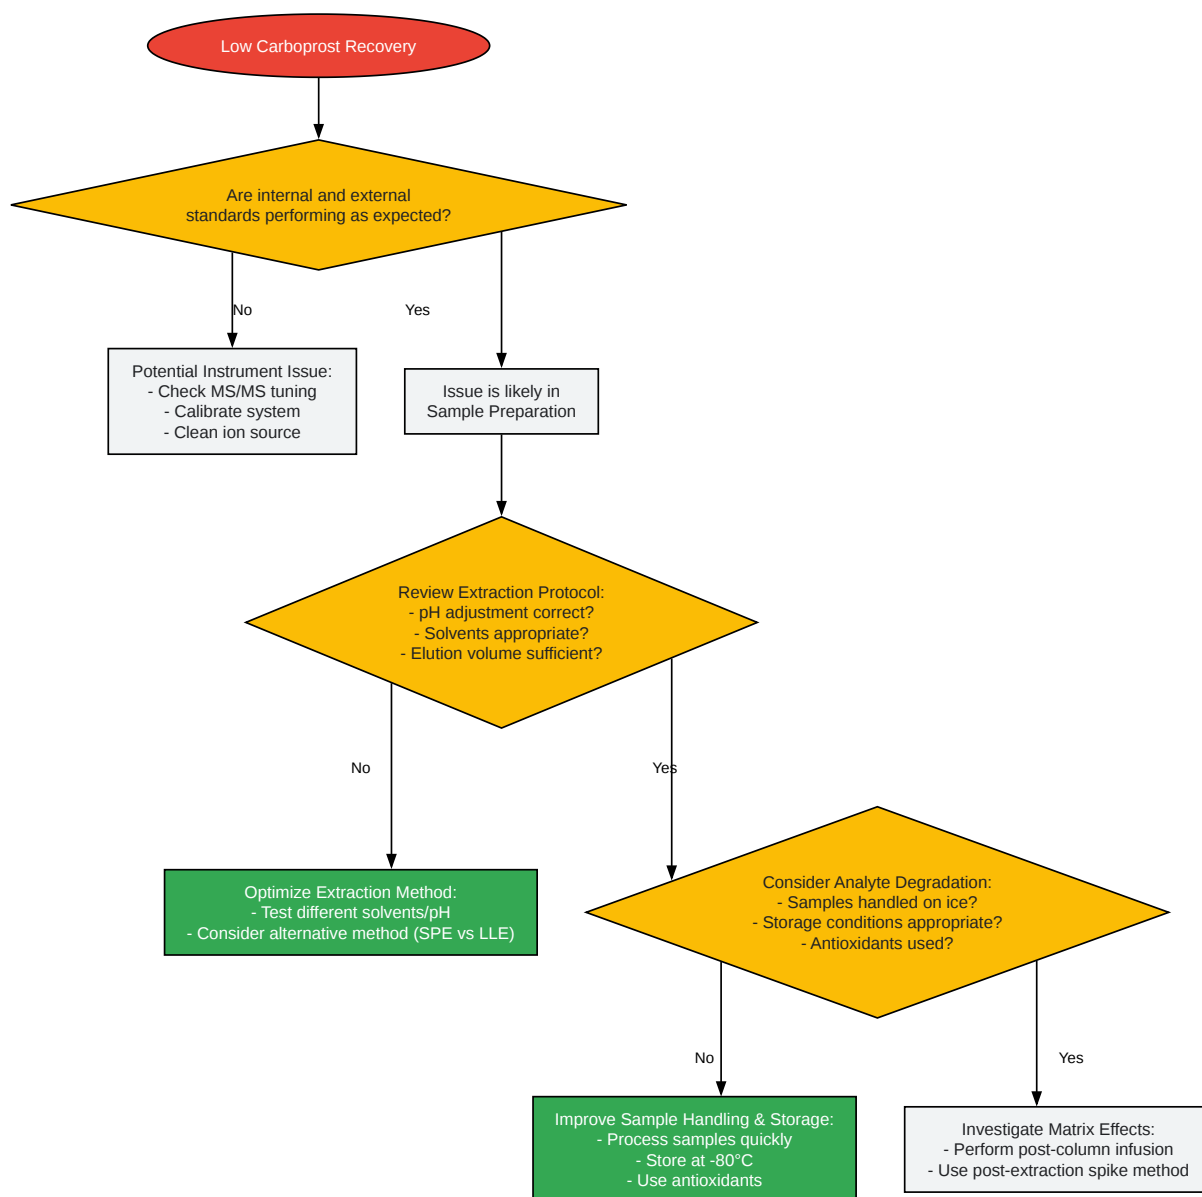 Low Carboprost Recovery
Are internal and external
standards performing as expected?
No
Yes
Potential Instrument Issue:
- Check MS/MS tuning
- Calibrate system
- Clean ion source
Issue is likely in
Sample Preparation
Review Extraction Protocol:
- pH adjustment correct?
- Solvents appropriate?
- Elution volume sufficient?
No
Yes
Optimize Extraction Method:
- Test different solvents/pH
- Consider alternative method (SPE vs LLE)
Consider Analyte Degradation:
- Samples handled on ice?
- Storage conditions appropriate?
- Antioxidants used?
No
Yes
Improve Sample Handling & Storage:
- Process samples quickly
- Store at -80°C
- Use antioxidants
Investigate Matrix Effects:
- Perform post-column infusion
- Use post-extraction spike method